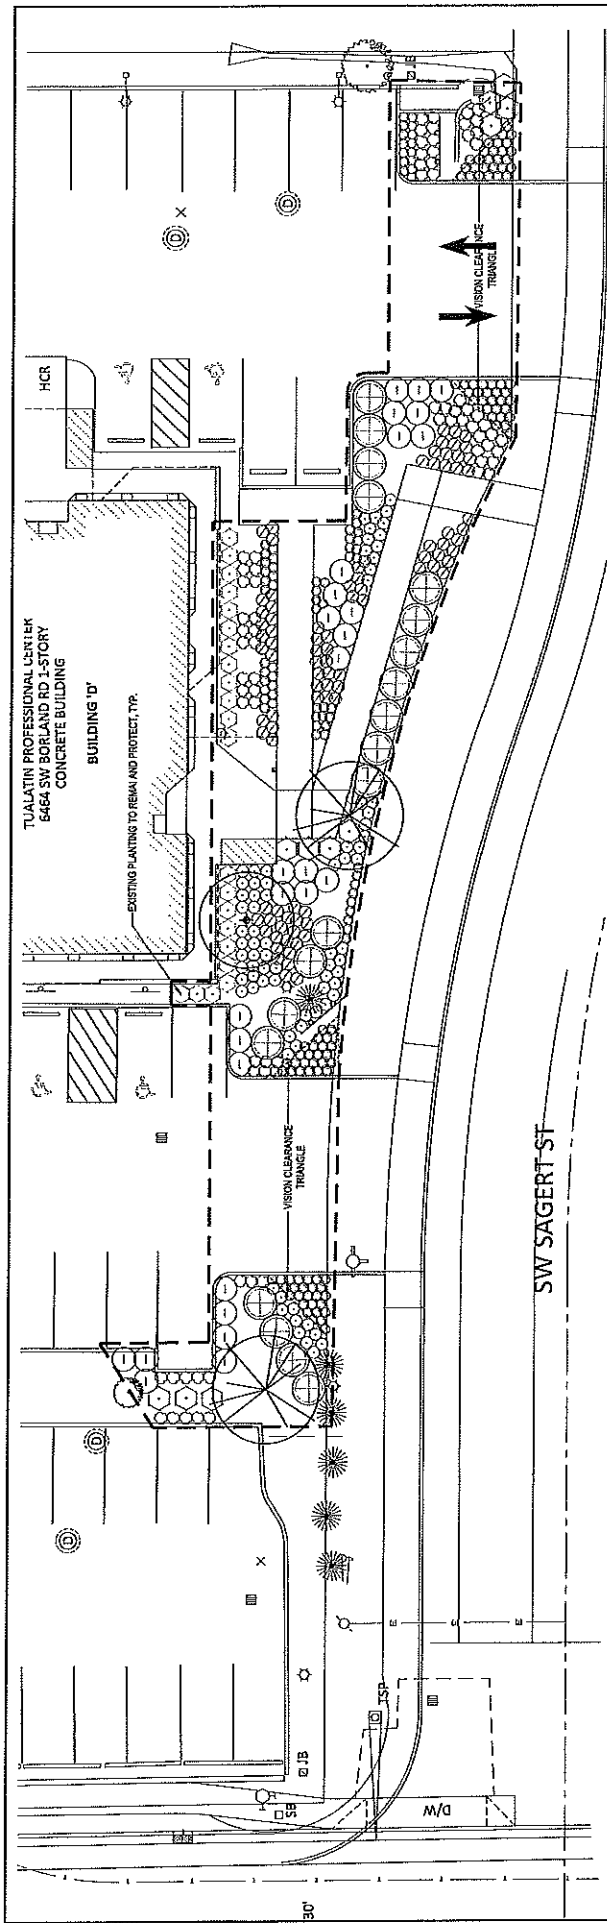 TUALATIN PROFESSIONAL CENTER
6464 SW BORLAND RD 1-STORY
CONCRETE BUILDING
BUILDING 'D'
HCR
EXISTING PLANTING TO REMAI AND PROTECT, TYP.
VISION CLEARANCE
TRIANGLE
VISION CLEARANCE
TRIANGLE
SW SAGERT ST
D
D
D
D
E
E
E
TSP
JB
SB
D/W
30'